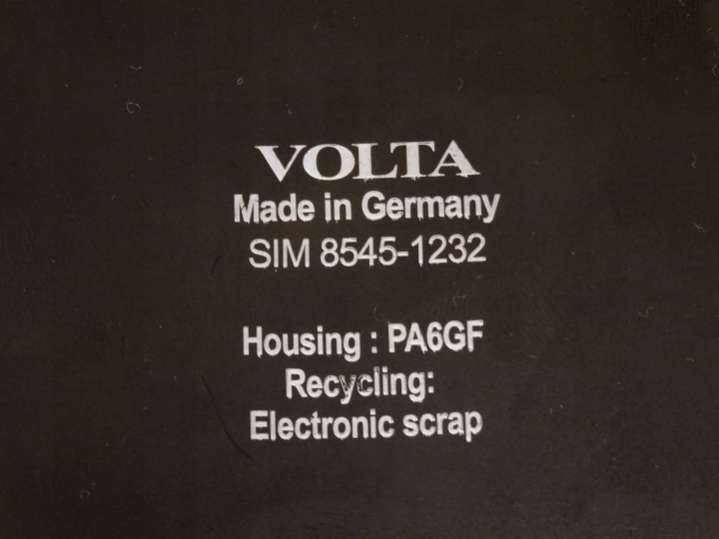 VOLTA
Made in Germany
SIM 8545-1232
Housing : PA6GF
Recycling:
Electronic scrap